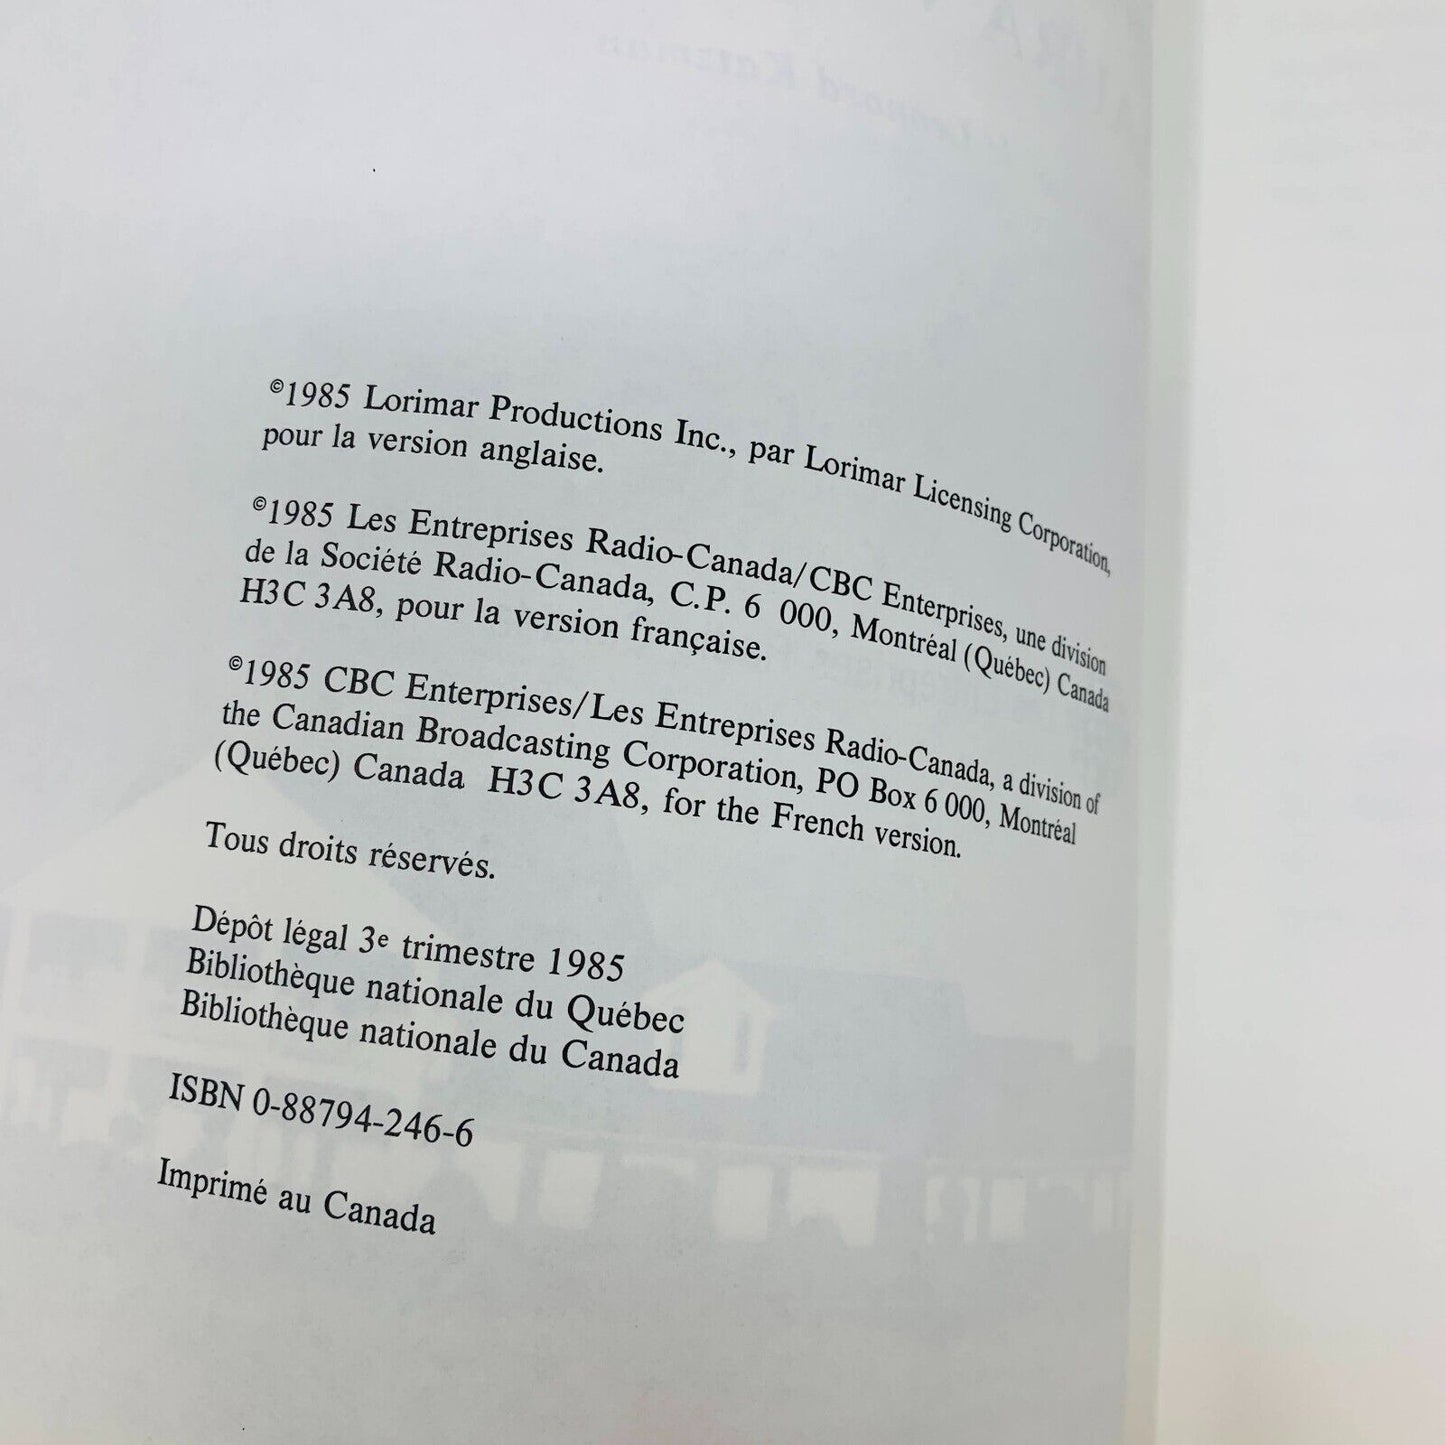 ©1985 Lorimar Productions Inc., par Lorimar Licensing Corporation,
pour la version anglaise.
©1985 Les Entreprises Radio-Canada/CBC Enterprises, une division
de la Société Radio-Canada, C.P. 6 000, Montréal (Québec) Canada
H3C 3A8, pour la version française.
©1985 CBC Enterprises/Les Entreprises Radio-Canada, a division of
the Canadian Broadcasting Corporation, PO Box 6 000, Montréal
(Québec) Canada H3C 3A8, for the French version.
Tous droits réservés.
Dépôt légal 3e trimestre 1985
Bibliothèque nationale du Québec
Bibliothèque nationale du Canada
ISBN 0-88794-246-6
Imprimé au Canada